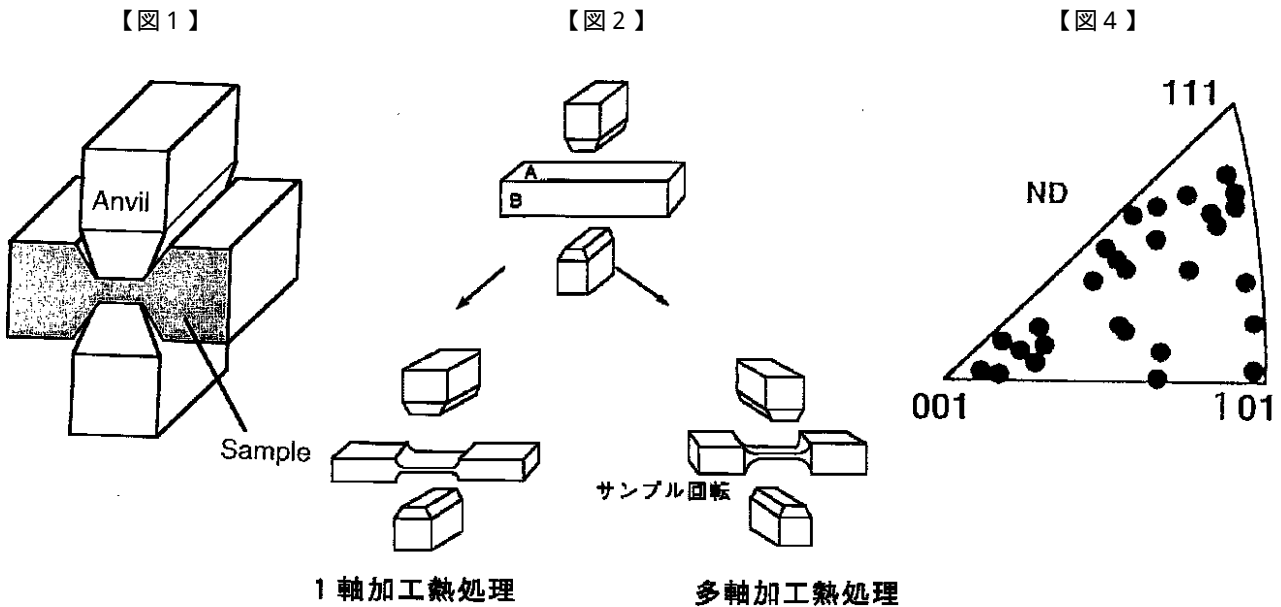 【図1】
Anvil
Sample
【図2】
A
B
サンプル回転
1軸加工熱処理
多軸加工熱処理
【図4】
111
ND
001
101